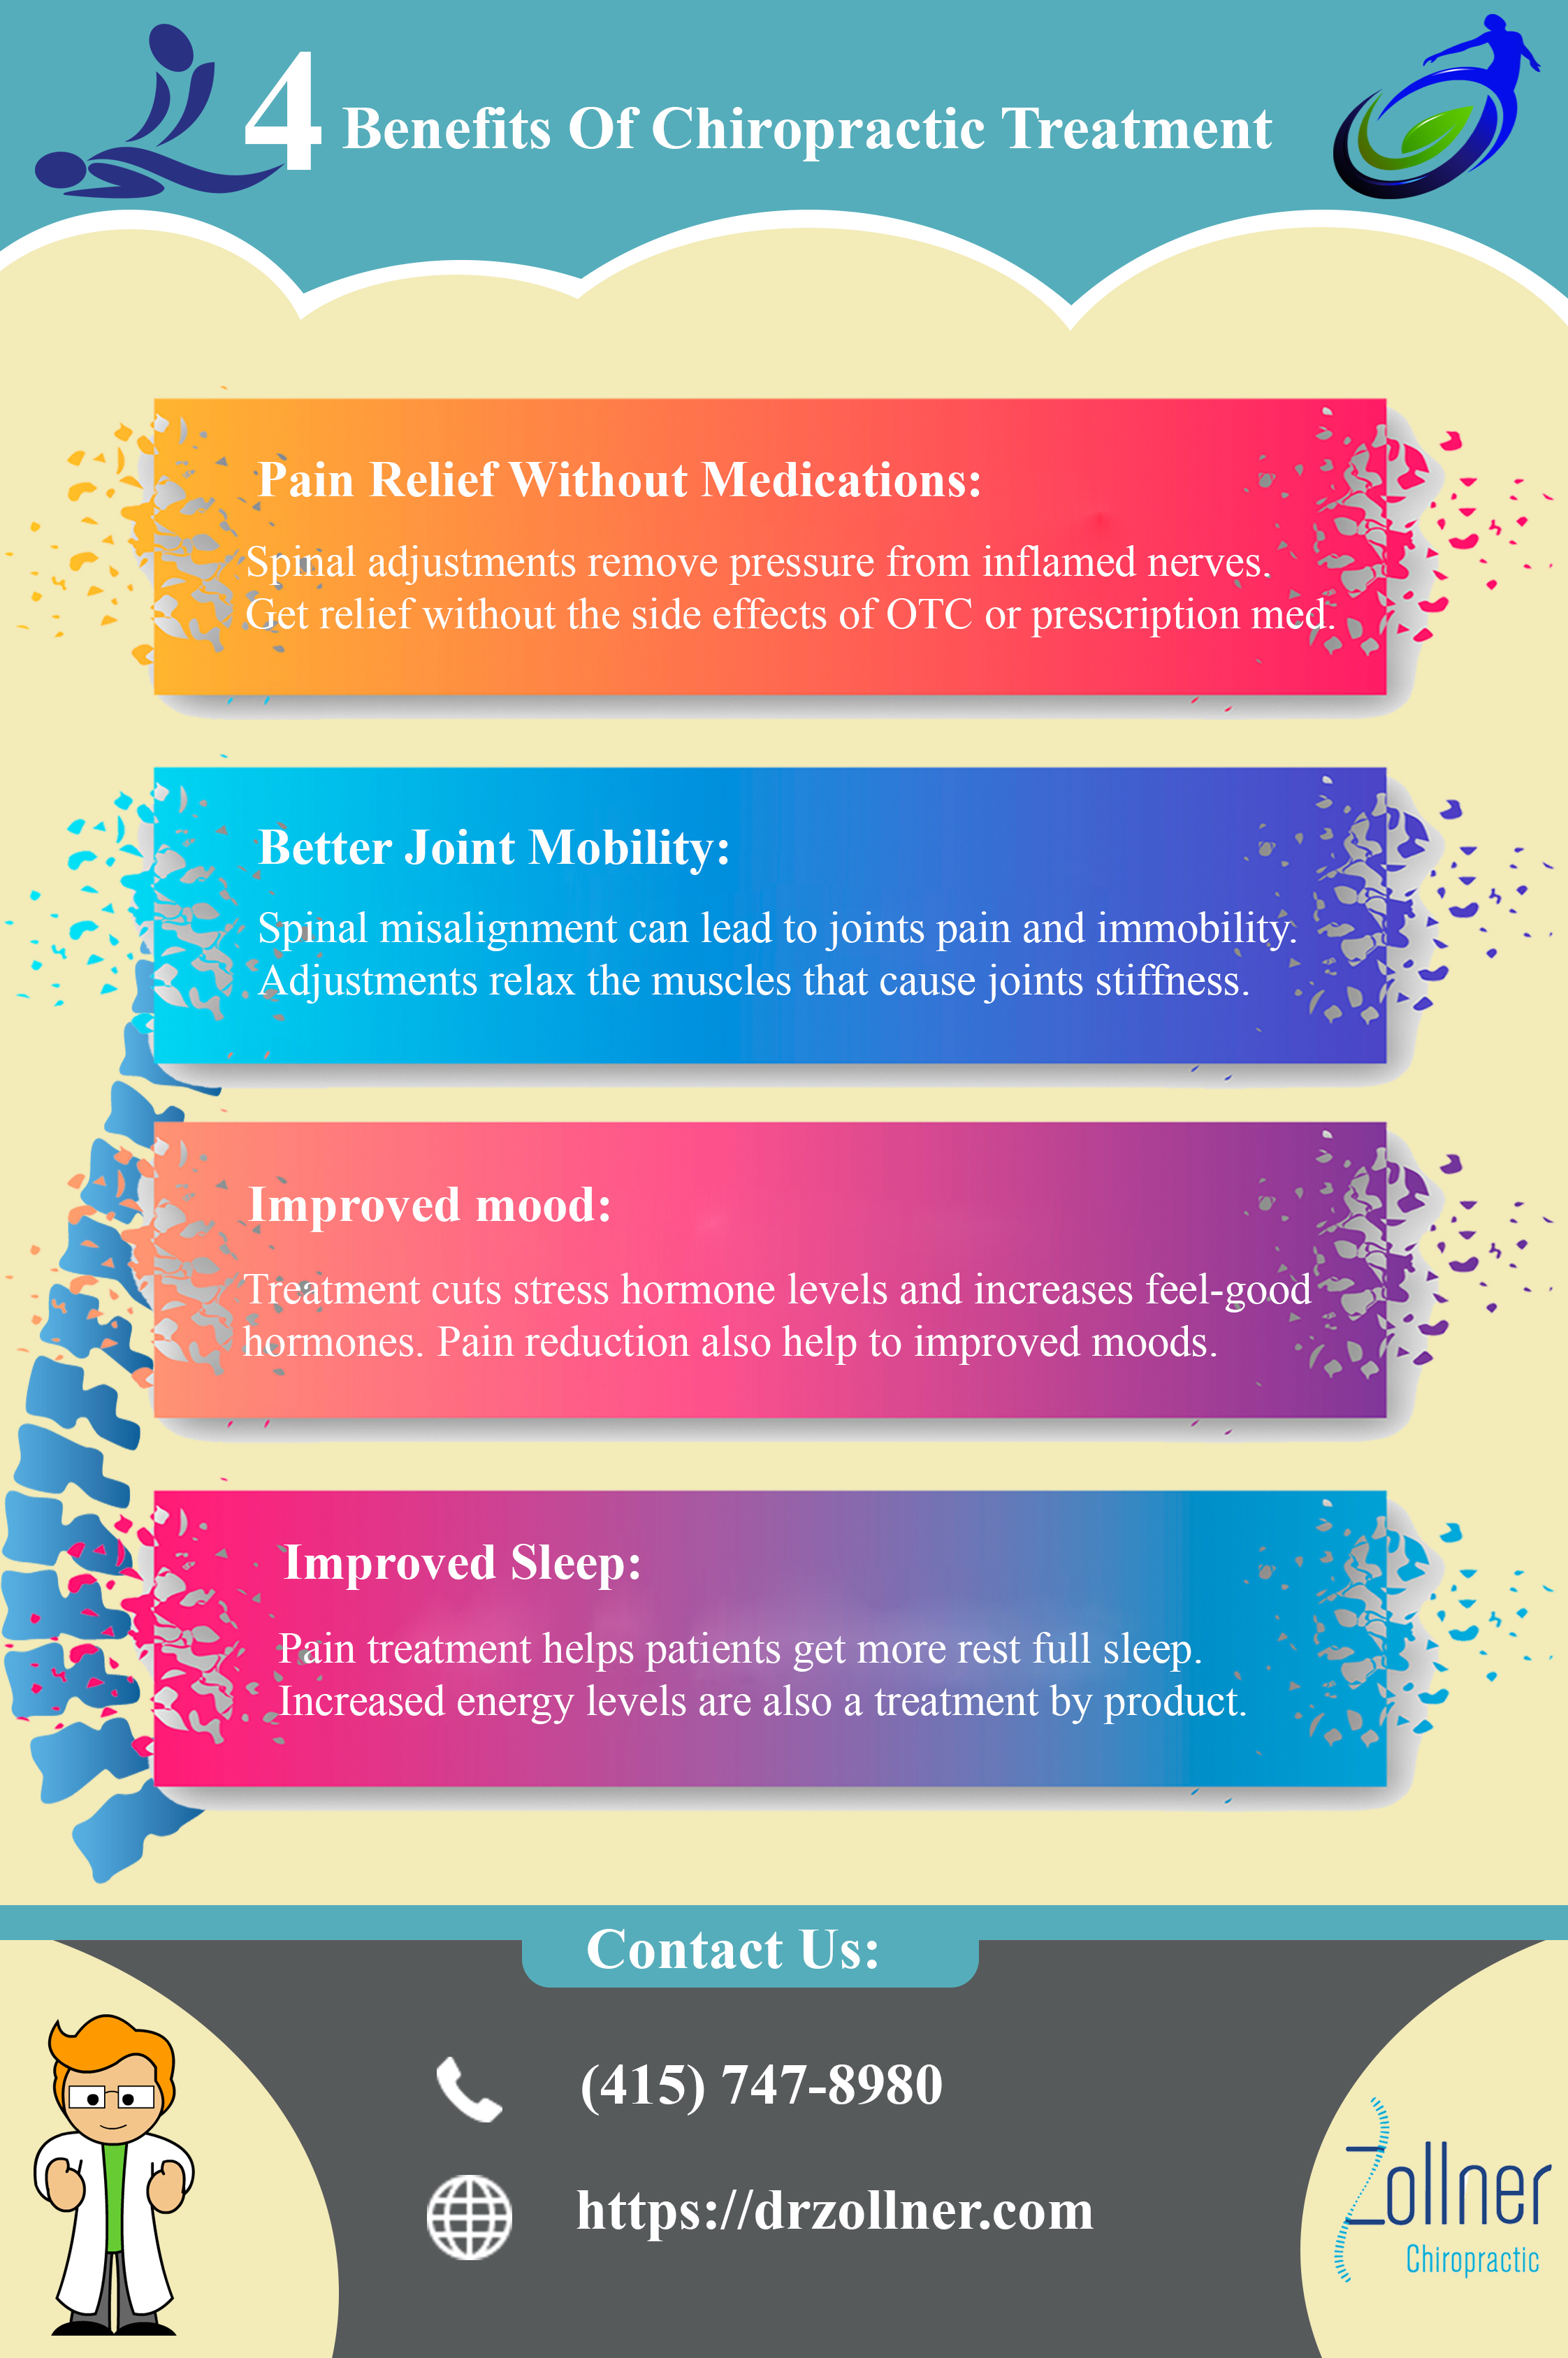 4 Benefits Of Chiropractic Treatment
Pain Relief Without Medications:
Spinal adjustments remove pressure from inflamed nerves.
Get relief without the side effects of OTC or prescription med.
Better Joint Mobility:
Spinal misalignment can lead to joints pain and immobility.
Adjustments relax the muscles that cause joints stiffness.
Improved mood:
Treatment cuts stress hormone levels and increases feel-good
hormones. Pain reduction also help to improved moods.
Improved Sleep:
Pain treatment helps patients get more rest full sleep.
Increased energy levels are also a treatment by product.
Contact Us:
(415) 747-8980
https://drzollner.com
Zollner
Chiropractic